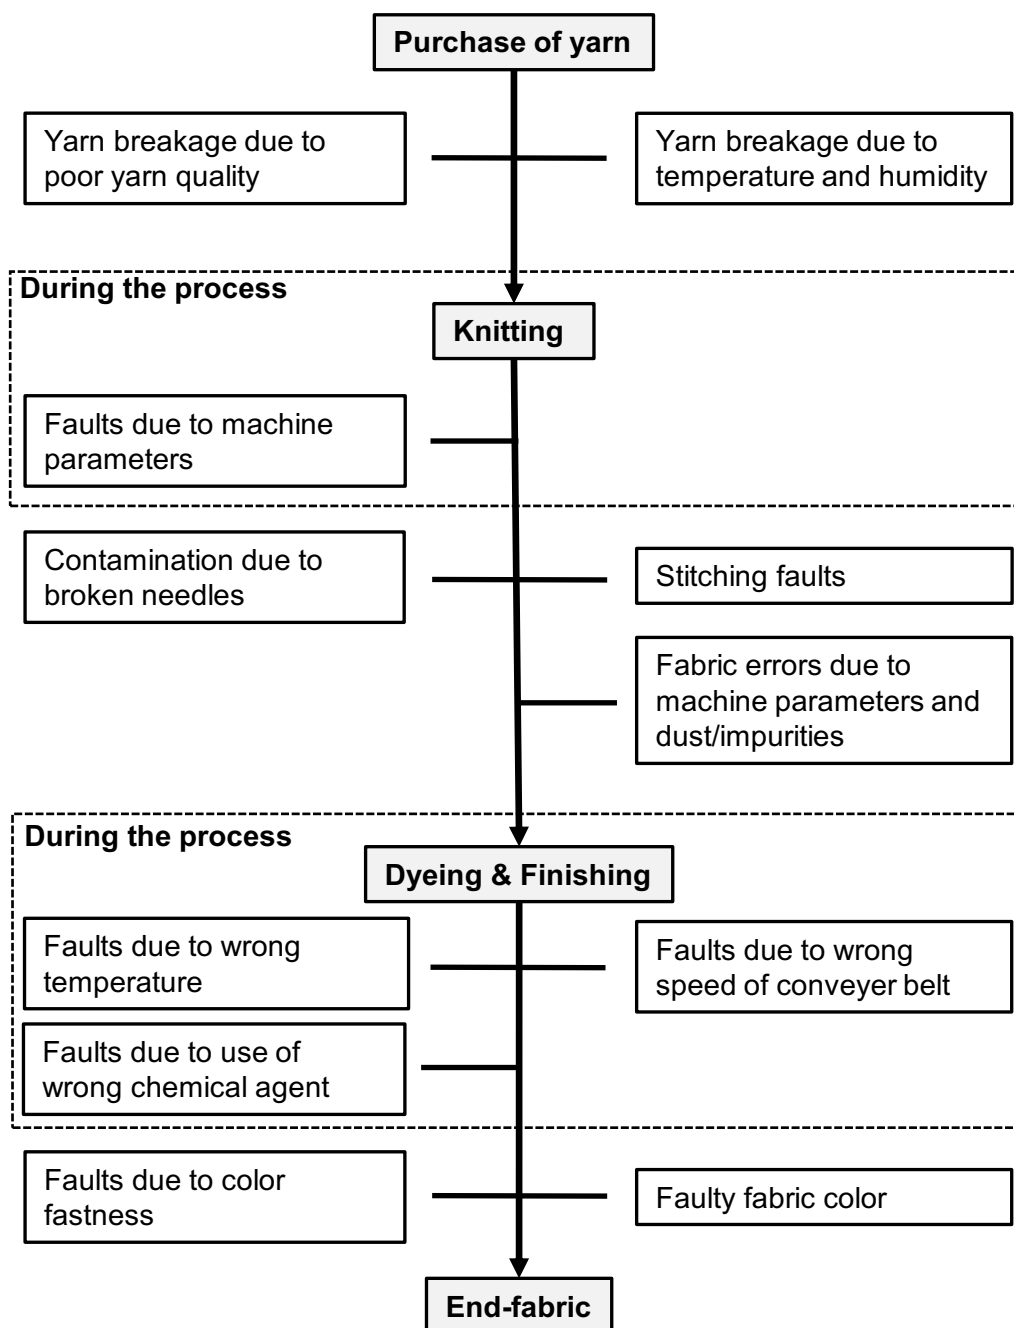 Purchase of yarn
Yarn breakage due to
poor yarn quality
Yarn breakage due to
temperature and humidity
During the process
Knitting
Faults due to machine
parameters
Contamination due to
broken needles
Stitching faults
Fabric errors due to
machine parameters and
dust/impurities
During the process
Dyeing & Finishing
Faults due to wrong
temperature
Faults due to wrong
speed of conveyer belt
Faults due to use of
wrong chemical agent
Faults due to color
fastness
Faulty fabric color
End-fabric